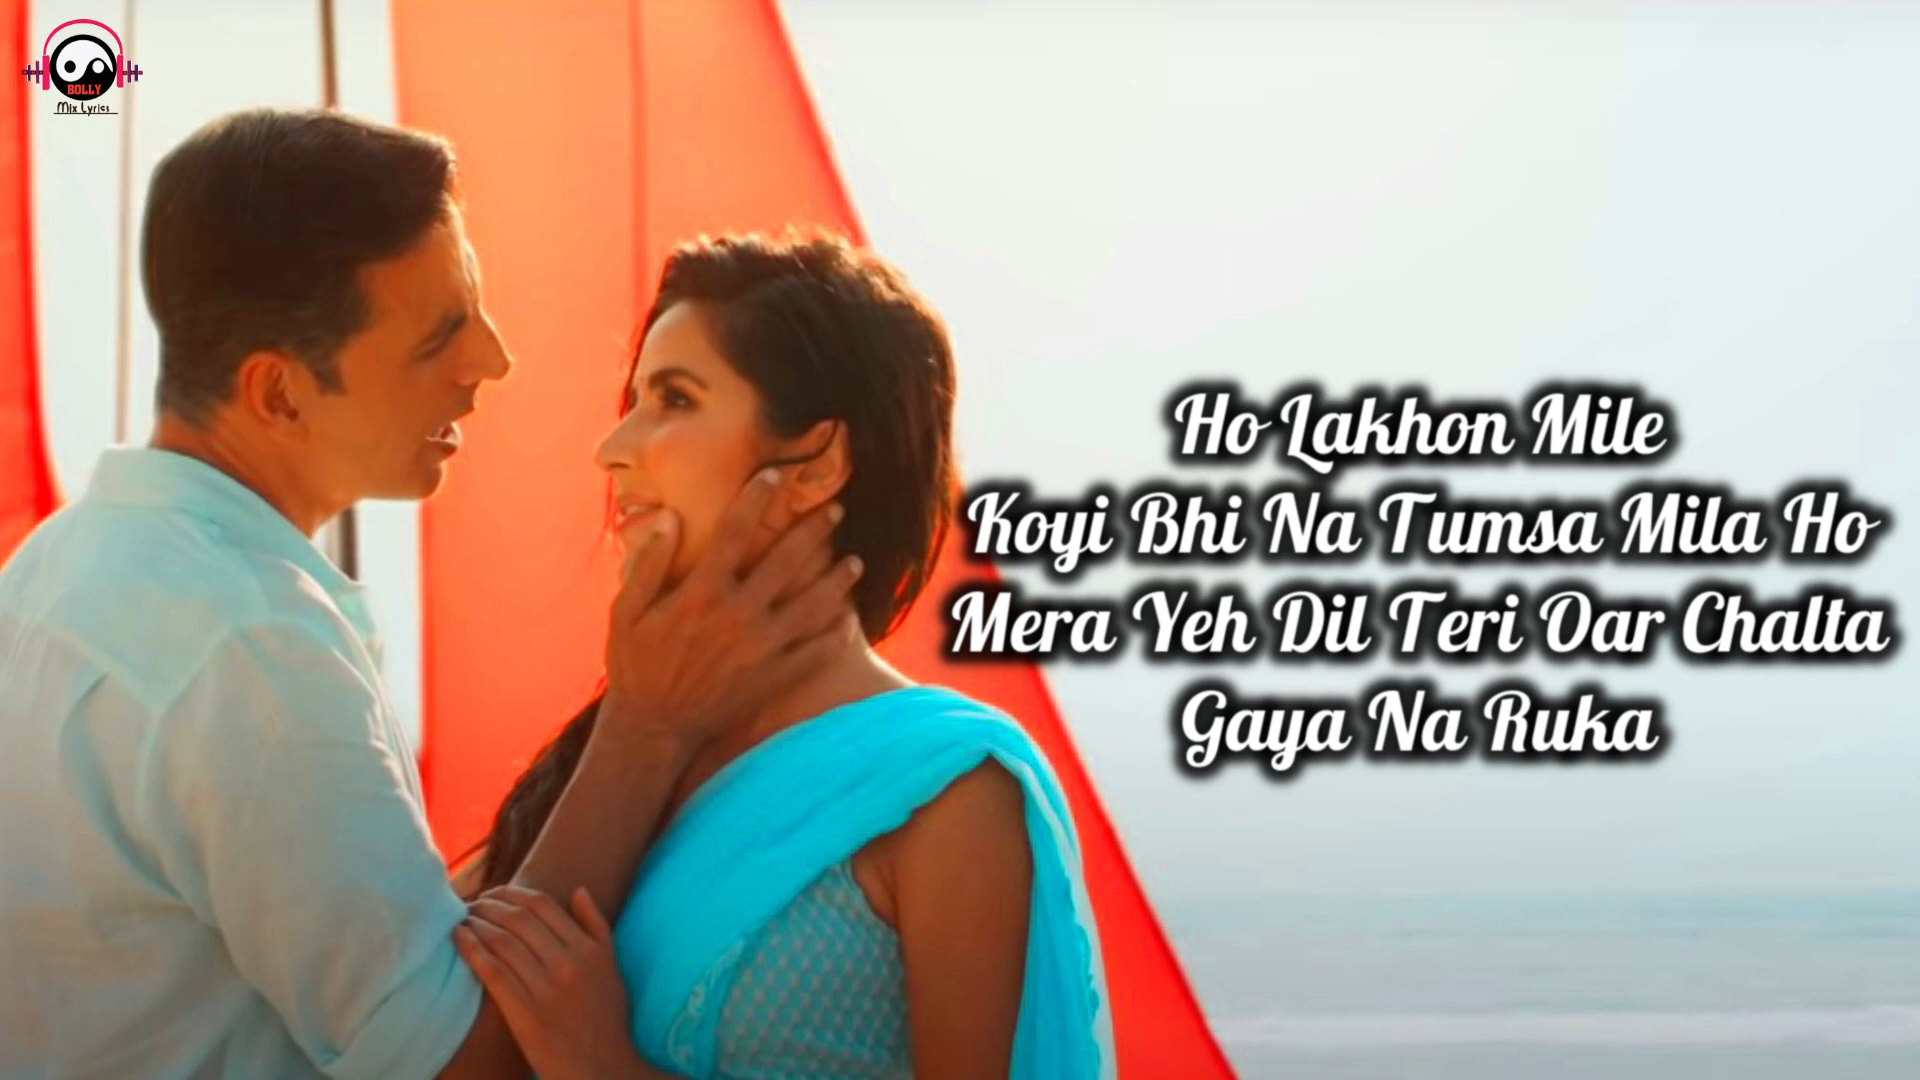 BOLLY
Mix Lyrics
Ho Lakhon Mile
Koyi Bhi Na Tumsa Mila Ho
Mera Yeh Dil Teri Oar Chalta
Gaya Na Ruka